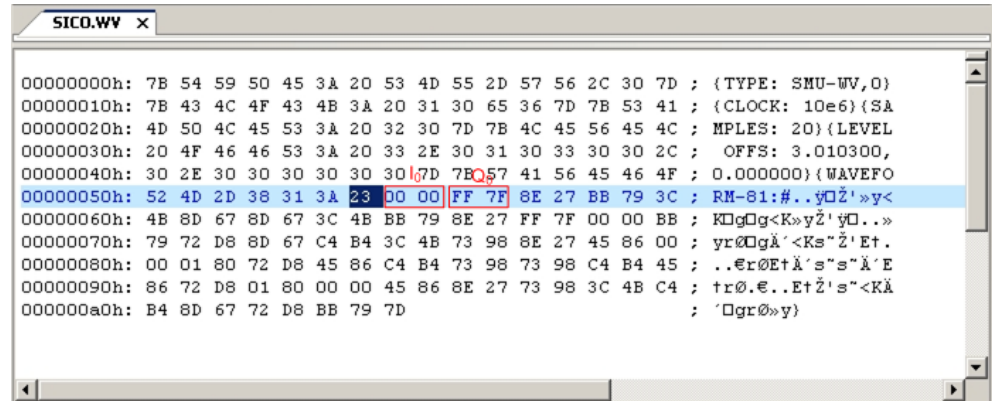 SICO.WV ×
00000000h: 7B 54 59 50 45 3A 20 53 4D 55 2D 57 56 2C 30 7D ; {TYPE: SMU-WV,0}
00000010h: 7B 43 4C 4F 43 4B 3A 20 31 30 65 36 7D 7B 53 41 ; {CLOCK: 10e6}{SA
00000020h: 4D 50 4C 45 53 3A 20 32 30 7D 7B 4C 45 56 45 4C ; MPLES: 20}{LEVEL
00000030h: 20 4F 46 46 53 3A 20 33 2E 30 31 30 33 30 30 2C ;  OFFS: 3.010300,
I₀ Q₀
00000040h: 30 2E 30 30 30 30 30 30 7D 7B 57 41 56 45 46 4F ; 0.000000}{WAVEFO
00000050h: 52 4D 2D 38 31 3A 23 00 00 FF 7F 8E 27 BB 79 3C ; RM-81:#..ÿ□Ž'»y<
00000060h: 4B 8D 67 8D 67 3C 4B BB 79 8E 27 FF 7F 00 00 BB ; K□g□g<K»yŽ'ÿ□..»
00000070h: 79 72 D8 8D 67 C4 B4 3C 4B 73 98 8E 27 45 86 00 ; yrØ□gÄ´<Ks˜Ž'E†.
00000080h: 00 01 80 72 D8 45 86 C4 B4 73 98 73 98 C4 B4 45 ; ..€rØE†Ä´s˜s˜Ä´E
00000090h: 86 72 D8 01 80 00 00 45 86 8E 27 73 98 3C 4B C4 ; †rØ.€..E†Ž's˜<KÄ
000000a0h: B4 8D 67 72 D8 BB 79 7D ; ´□grØ»y}